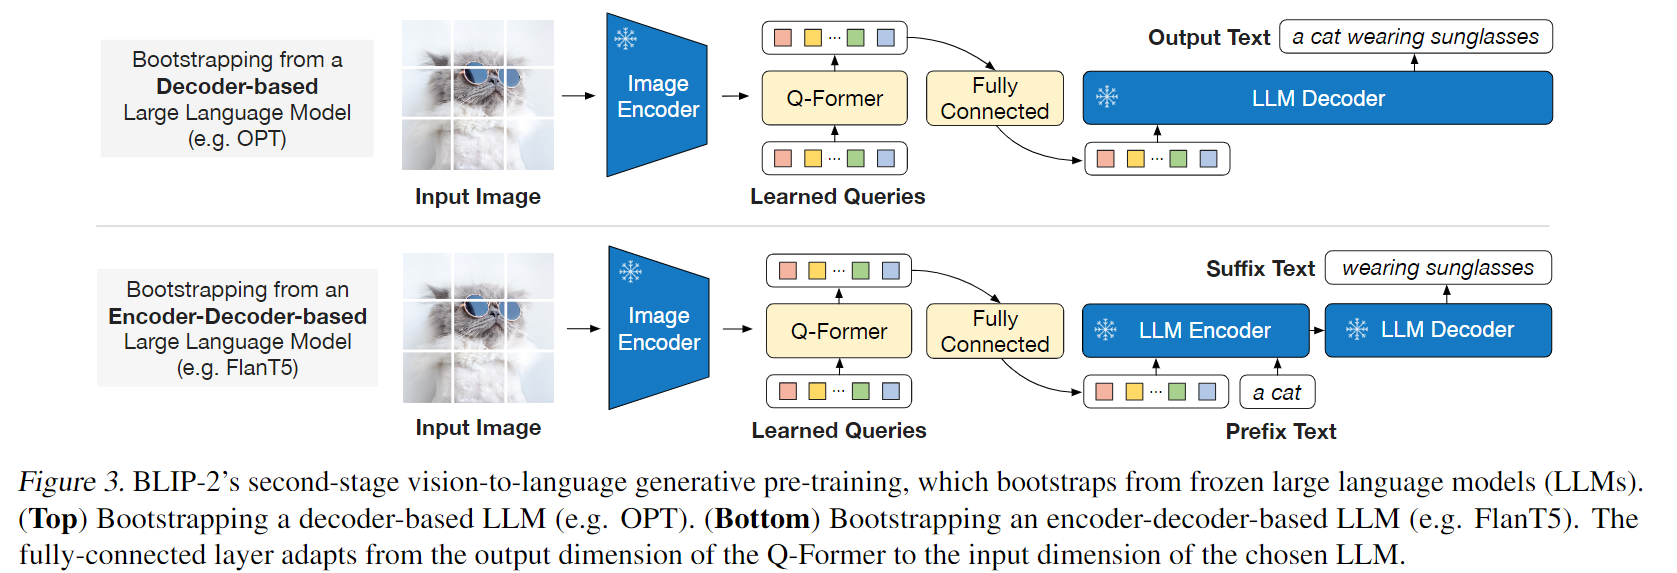 Bootstrapping from a
Decoder-based
Large Language Model
(e.g. OPT)
Input Image
Image
Encoder
...
Q-Former
...
Learned Queries
Fully
Connected
Output Text
a cat wearing sunglasses
LLM Decoder
...
Bootstrapping from an
Encoder-Decoder-based
Large Language Model
(e.g. FlanT5)
Input Image
Image
Encoder
...
Q-Former
...
Learned Queries
Fully
Connected
Suffix Text
wearing sunglasses
LLM Encoder
LLM Decoder
...
a cat
Prefix Text
Figure 3. BLIP-2's second-stage vision-to-language generative pre-training, which bootstraps from frozen large language models (LLMs).
(Top) Bootstrapping a decoder-based LLM (e.g. OPT). (Bottom) Bootstrapping an encoder-decoder-based LLM (e.g. FlanT5). The
fully-connected layer adapts from the output dimension of the Q-Former to the input dimension of the chosen LLM.